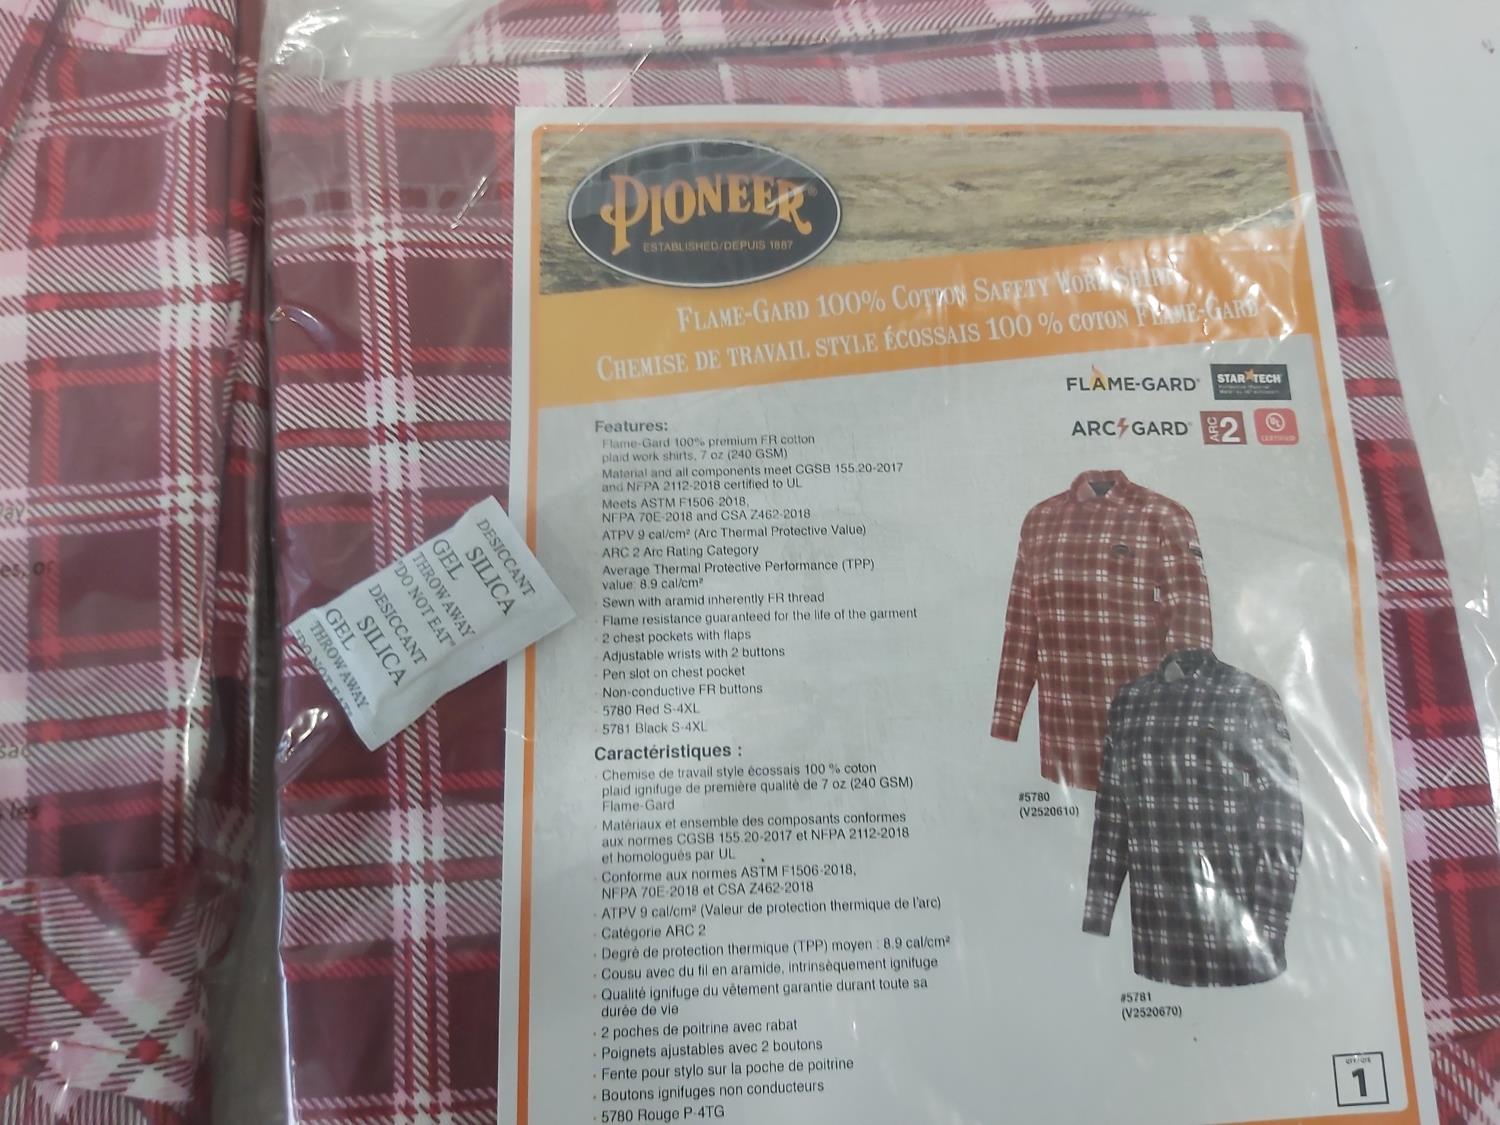 PIONEER
ESTABLISHED/DEPUIS 1887
FLAME-GARD 100% COTTON SAFETY WORK SHIRT
CHEMISE DE TRAVAIL STYLE ÉCOSSAIS 100 % COTON FLAME-GARD
FLAME-GARD®
STAR TECH
ARC GARD®
ARC 2
UL
CERTIFIED
Features:
Flame-Gard 100% premium FR cotton
plaid work shirts, 7 oz (240 GSM)
Material and all components meet CGSB 155.20-2017
and NFPA 2112-2018 certified to UL
Meets ASTM F1506-2018,
NFPA 70E-2018 and CSA Z462-2018
ATPV 9 cal/cm² (Arc Thermal Protective Value)
ARC 2 Arc Rating Category
Average Thermal Protective Performance (TPP)
value: 8.9 cal/cm²
Sewn with aramid inherently FR thread
Flame resistance guaranteed for the life of the garment
2 chest pockets with flaps
Adjustable wrists with 2 buttons
Pen slot on chest pocket
Non-conductive FR buttons
5780 Red S-4XL
5781 Black S-4XL
Caractéristiques :
Chemise de travail style écossais 100 % coton
plaid ignifuge de première qualité de 7 oz (240 GSM)
Flame-Gard
Matériaux et ensemble des composants conformes
aux normes CGSB 155.20-2017 et NFPA 2112-2018
et homologués par UL
Conforme aux normes ASTM F1506-2018,
NFPA 70E-2018 et CSA Z462-2018
ATPV 9 cal/cm² (Valeur de protection thermique de l'arc)
Catégorie ARC 2
Degré de protection thermique (TPP) moyen : 8.9 cal/cm²
Cousu avec du fil en aramide, intrinsèquement ignifuge
Qualité ignifuge du vêtement garantie durant toute sa
durée de vie
2 poches de poitrine avec rabat
Poignets ajustables avec 2 boutons
Fente pour stylo sur la poche de poitrine
Boutons ignifuges non conducteurs
5780 Rouge P-4TG
#5780
(V2520610)
#5781
(V2520670)
QTY/QTÉ
1
DESICCANT
SILICA
GEL
THROW AWAY
"DO NOT EAT"
DESICCANT
SILICA
GEL
THROW AWAY
"DO NOT EAT"
es, or
sac
les